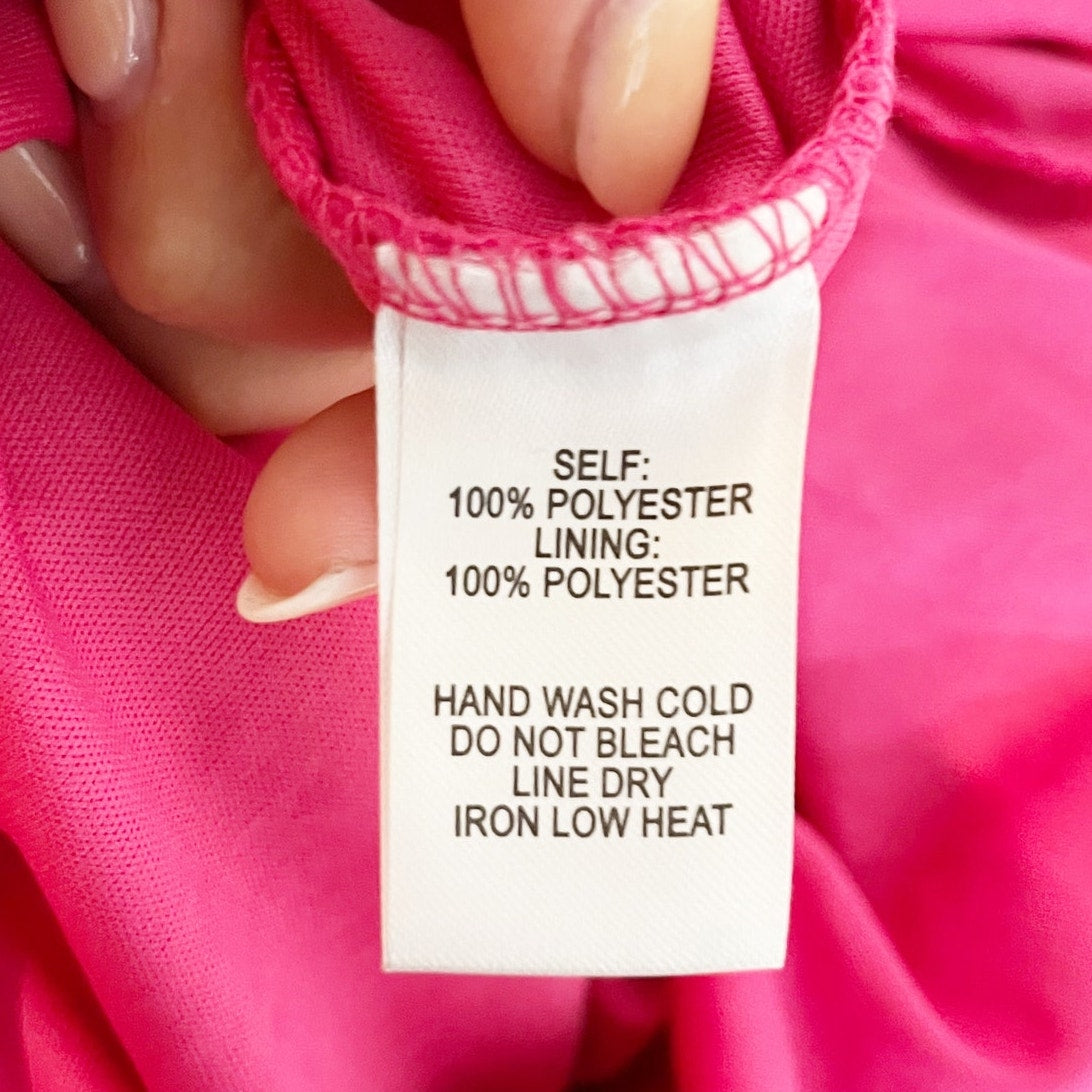 SELF:
100% POLYESTER
LINING:
100% POLYESTER
HAND WASH COLD
DO NOT BLEACH
LINE DRY
IRON LOW HEAT